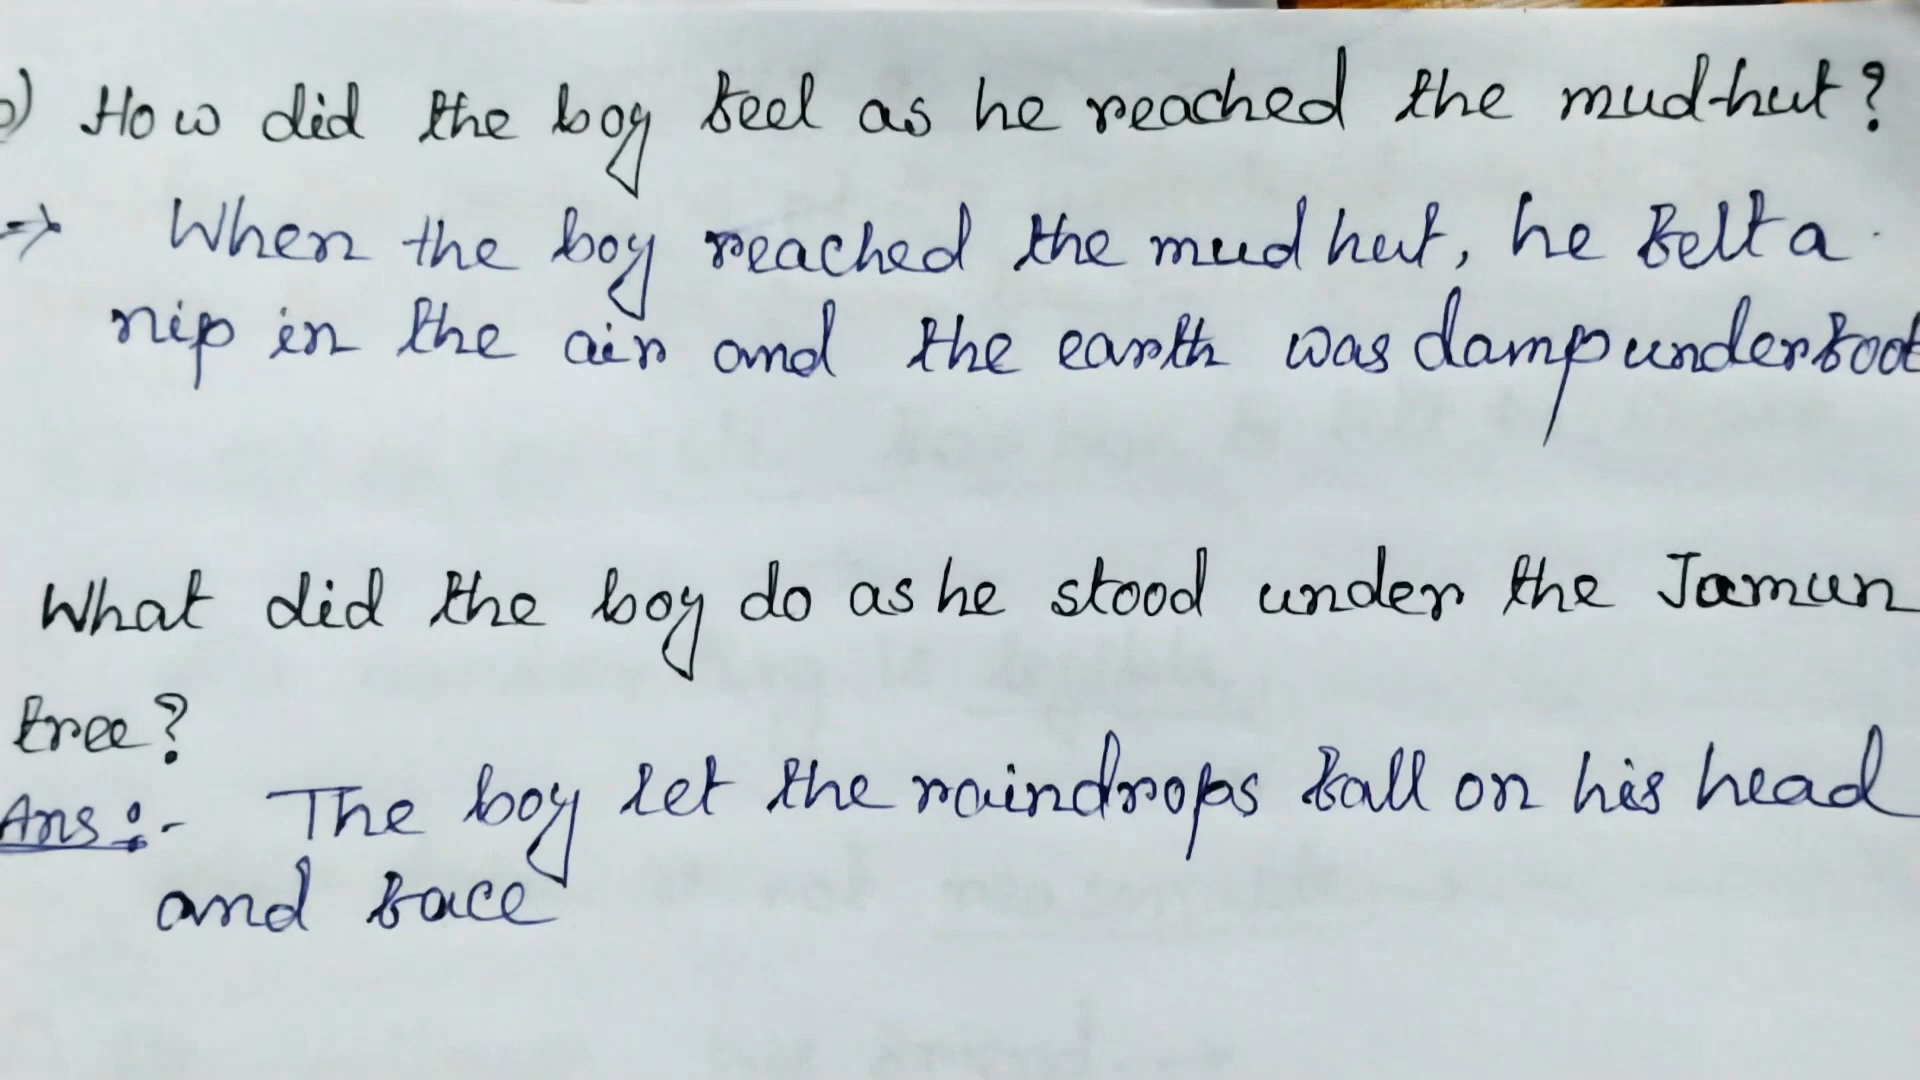 b) How did the boy feel as he reached the mud-hut?
→ When the boy reached the mud hut, he felt a
nip in the air and the earth was damp underfoot
What did the boy do as he stood under the Jamun
tree?
Ans:- The boy let the raindrops fall on his head
and face